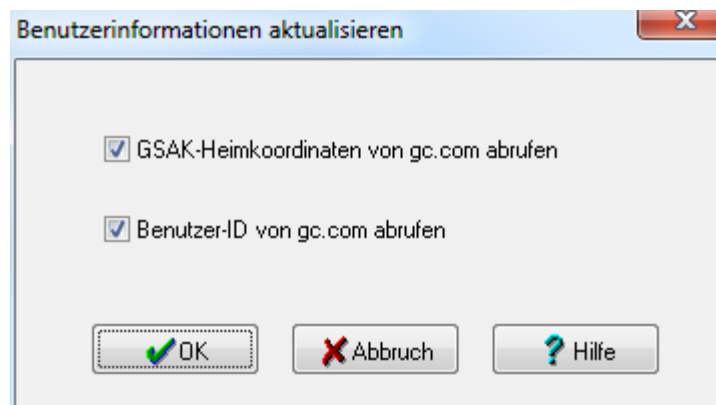 Benutzerinformationen aktualisieren
GSAK-Heimkoordinaten von gc.com abrufen
Benutzer-ID von gc.com abrufen
OK Abbruch ? Hilfe